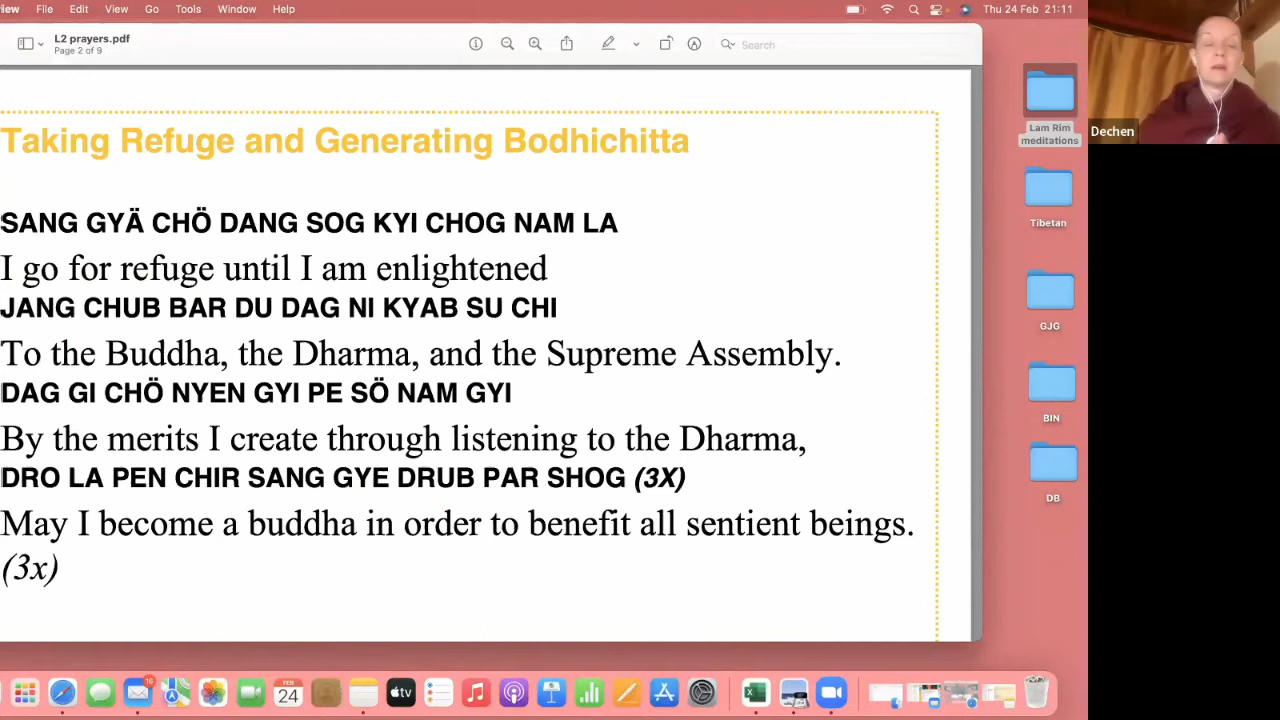 iew File Edit View Go Tools Window Help Thu 24 Feb 21:11
L2 prayers.pdf
Page 2 of 9
Search
Taking Refuge and Generating Bodhichitta
SANG GYÄ CHÖ DANG SOG KYI CHOG NAM LA
I go for refuge until I am enlightened
JANG CHUB BAR DU DAG NI KYAB SU CHI
To the Buddha, the Dharma, and the Supreme Assembly.
DAG GI CHÖ NYEN GYI PE SÖ NAM GYI
By the merits I create through listening to the Dharma,
DRO LA PEN CHIR SANG GYE DRUB PAR SHOG (3X)
May I become a buddha in order to benefit all sentient beings.
(3x)
Lam Rim
meditations
Tibetan
GJG
BIN
DB
Dechen
16
FEB
24
tv